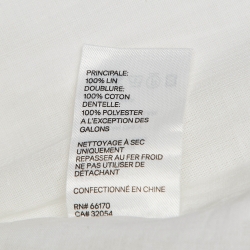 PRINCIPALE:
100% LIN
DOUBLURE:
100% COTON
DENTELLE:
100% POLYESTER
A L'EXCEPTION DES
GALONS
NETTOYAGE À SEC
UNIQUEMENT
REPASSER AU FER FROID
NE PAS UTILISER DE
DÉTACHANT
CONFECTIONNÉ EN CHINE
RN# 66170
CA# 32054